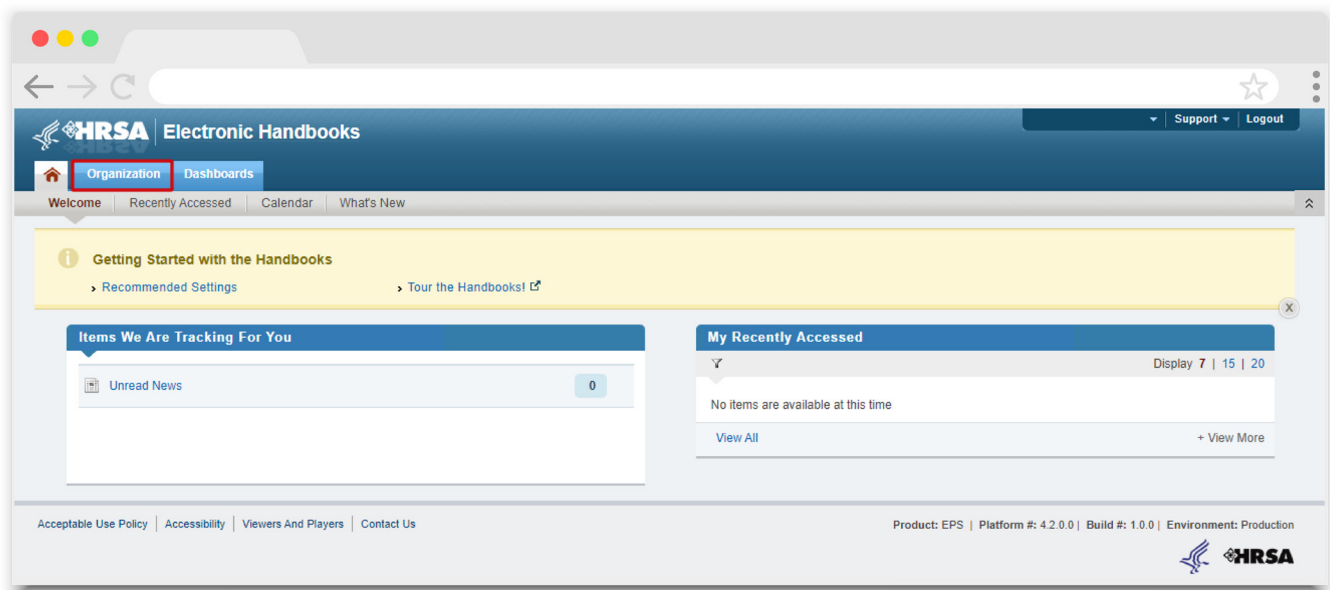 Support Logout
HRSA Electronic Handbooks
Organization Dashboards
Welcome Recently Accessed Calendar What's New
Getting Started with the Handbooks
Recommended Settings Tour the Handbooks!
X
Items We Are Tracking For You
Unread News 0
My Recently Accessed
Display 7 | 15 | 20
No items are available at this time
View All + View More
Acceptable Use Policy | Accessibility | Viewers And Players | Contact Us
Product: EPS | Platform #: 4.2.0.0 | Build #: 1.0.0 | Environment: Production
HRSA